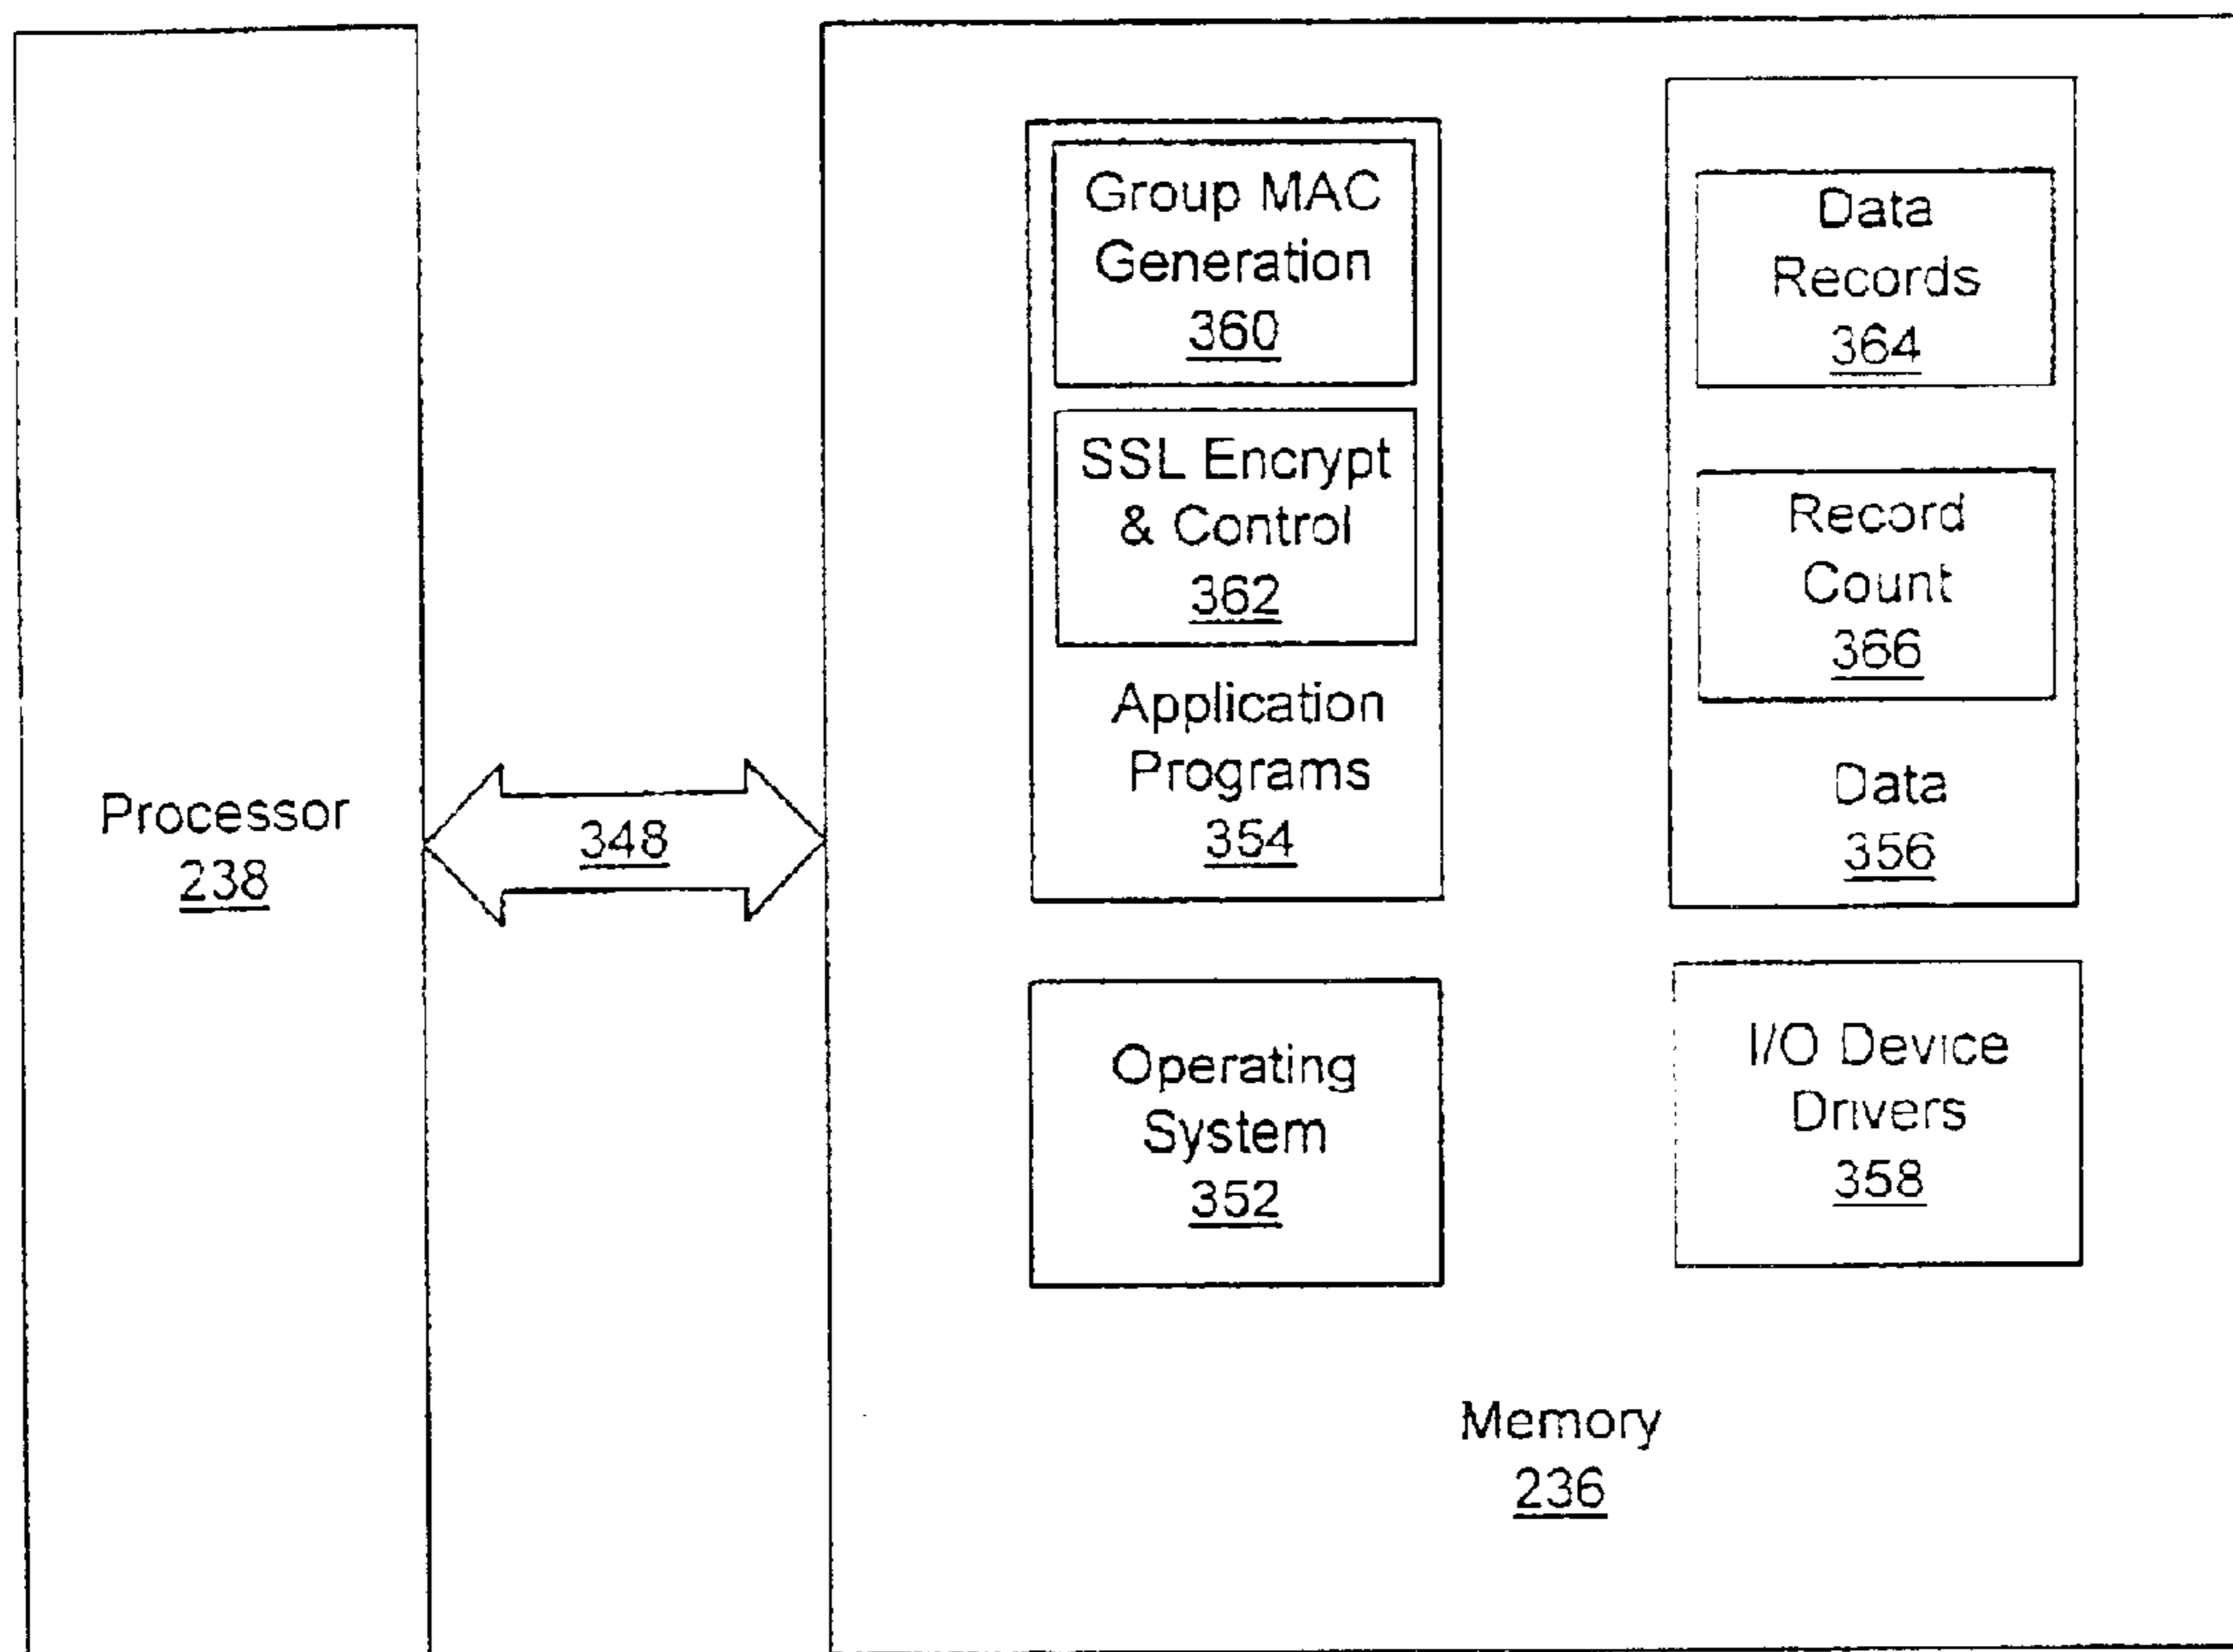 Processor
238
348
Group MAC
Generation
360
SSL Encrypt
& Control
362
Application
Programs
354
Data
Records
364
Record
Count
366
Data
356
Operating
System
352
I/O Device
Drivers
358
Memory
236